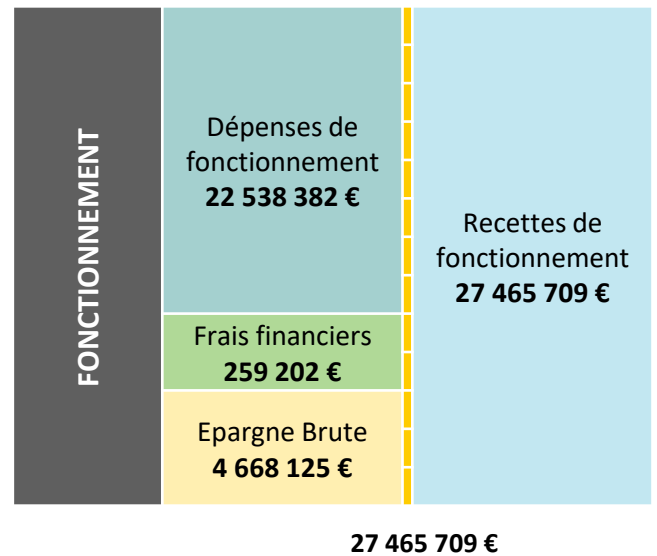 FONCTIONNEMENT
Dépenses de
fonctionnement
22 538 382 €
Frais financiers
259 202 €
Epargne Brute
4 668 125 €
Recettes de
fonctionnement
27 465 709 €
27 465 709 €